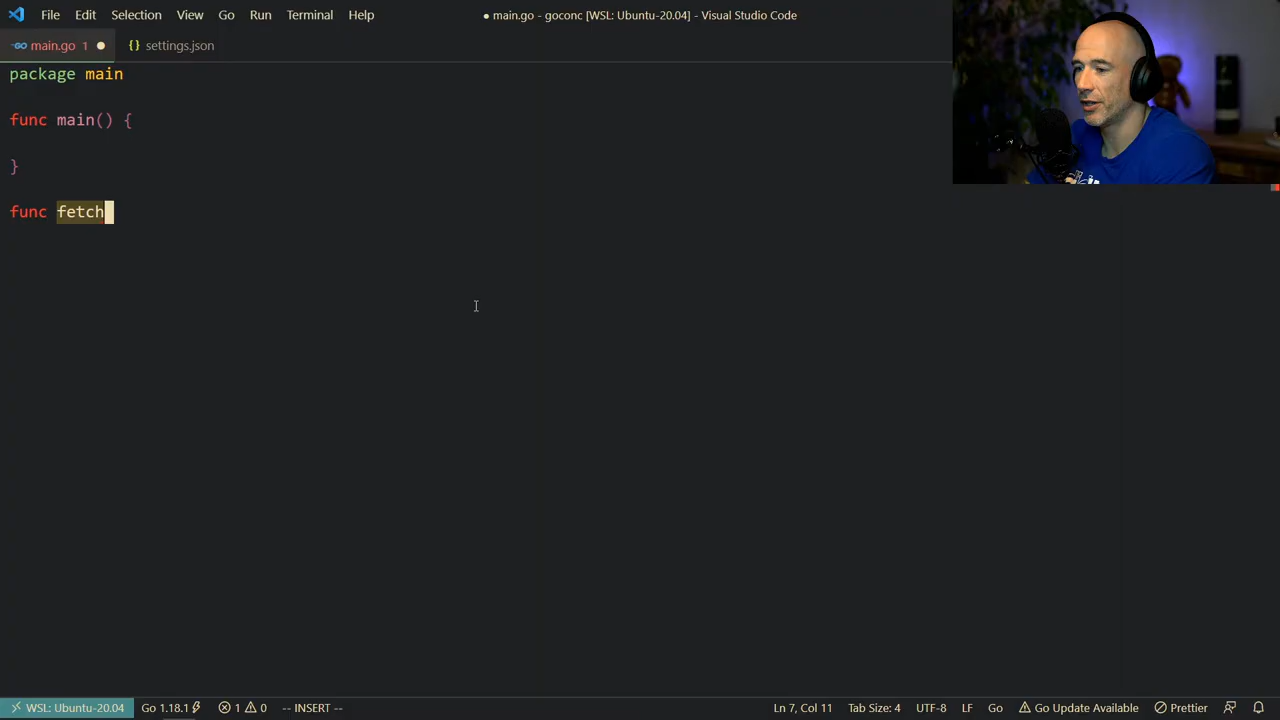 File Edit Selection View Go Run Terminal Help
● main.go - goconc [WSL: Ubuntu-20.04] - Visual Studio Code
GO main.go 1 ● {} settings.json
package main
func main() {
}
func fetch
WSL: Ubuntu-20.04 Go 1.18.1 1 0 -- INSERT -- Ln 7, Col 11 Tab Size: 4 UTF-8 LF Go Go Update Available Prettier